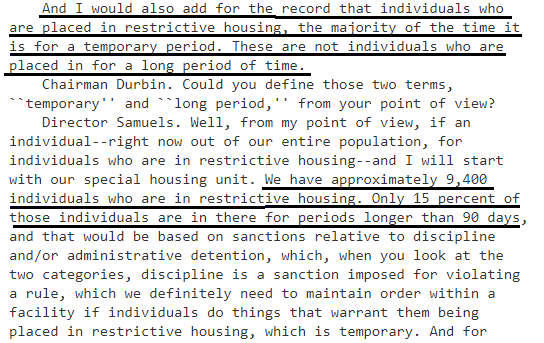 And I would also add for the record that individuals who
are placed in restrictive housing, the majority of the time it
is for a temporary period. These are not individuals who are
placed in for a long period of time.
Chairman Durbin. Could you define those two terms,
``temporary'' and ``long period,'' from your point of view?
Director Samuels. Well, from my point of view, if an
individual--right now out of our entire population, for
individuals who are in restrictive housing--and I will start
with our special housing unit. We have approximately 9,400
individuals who are in restrictive housing. Only 15 percent of
those individuals are in there for periods longer than 90 days,
and that would be based on sanctions relative to discipline
and/or administrative detention, which, when you look at the
two categories, discipline is a sanction imposed for violating
a rule, which we definitely need to maintain order within a
facility if individuals do things that warrant them being
placed in restrictive housing, which is temporary. And for